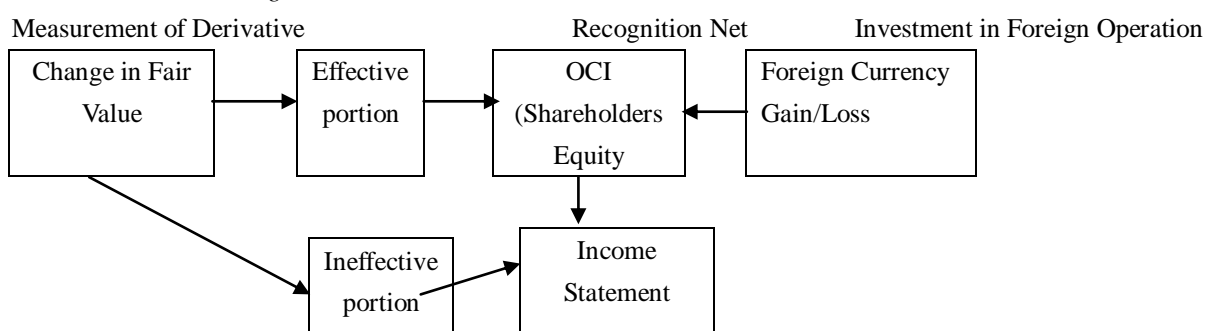 Measurement of Derivative Recognition Net Investment in Foreign Operation
Change in Fair
Value
Effective
portion
OCI
(Shareholders
Equity
Foreign Currency
Gain/Loss
Ineffective
portion
Income
Statement